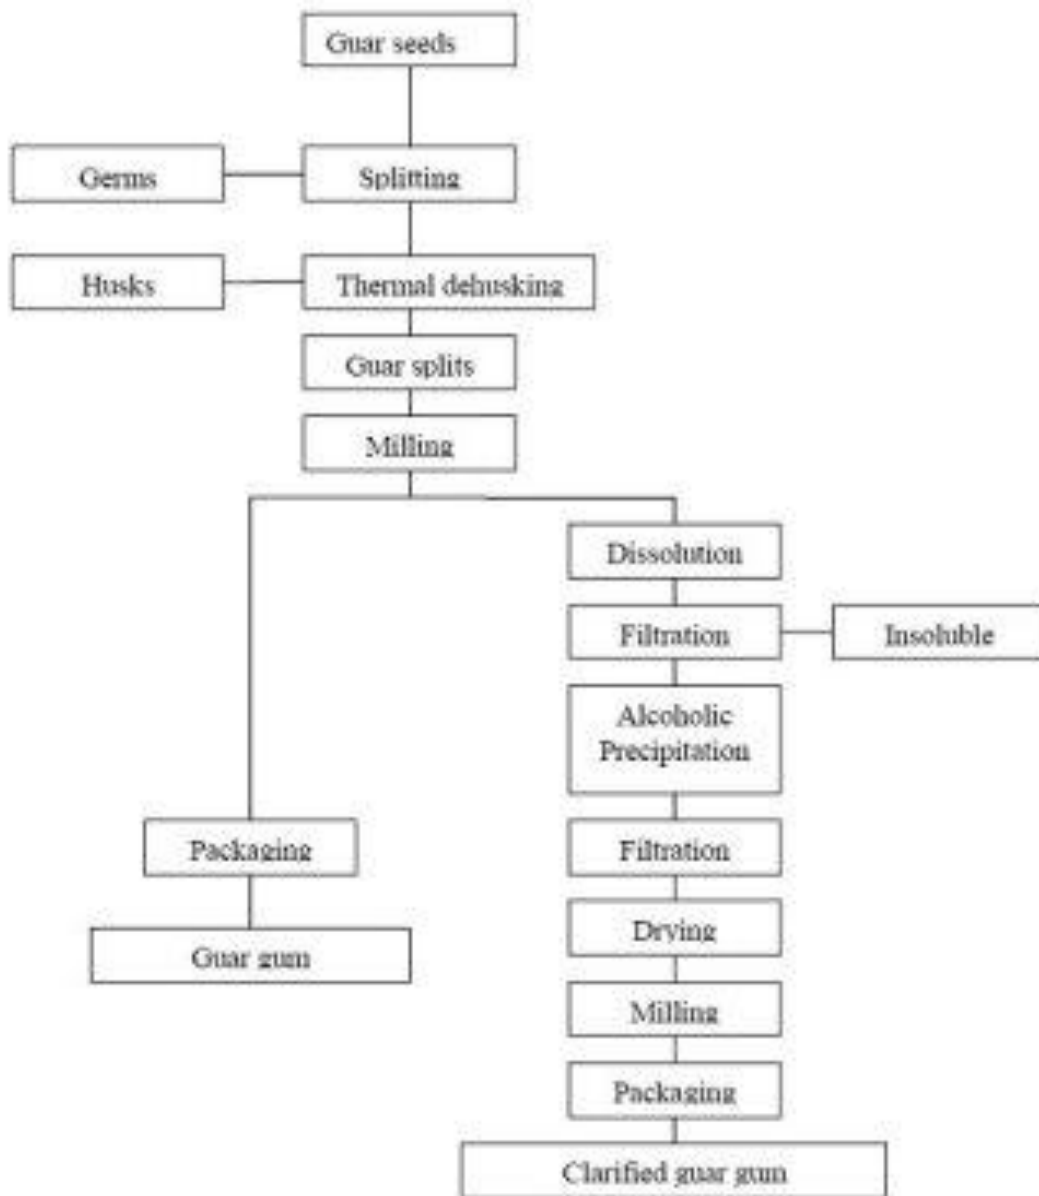 Guar seeds
Germs
Splitting
Husks
Thermal dehusking
Guar splits
Milling
Dissolution
Filtration
Insoluble
Alcoholic
Precipitation
Packaging
Filtration
Guar gum
Drying
Milling
Packaging
Clarified guar gum